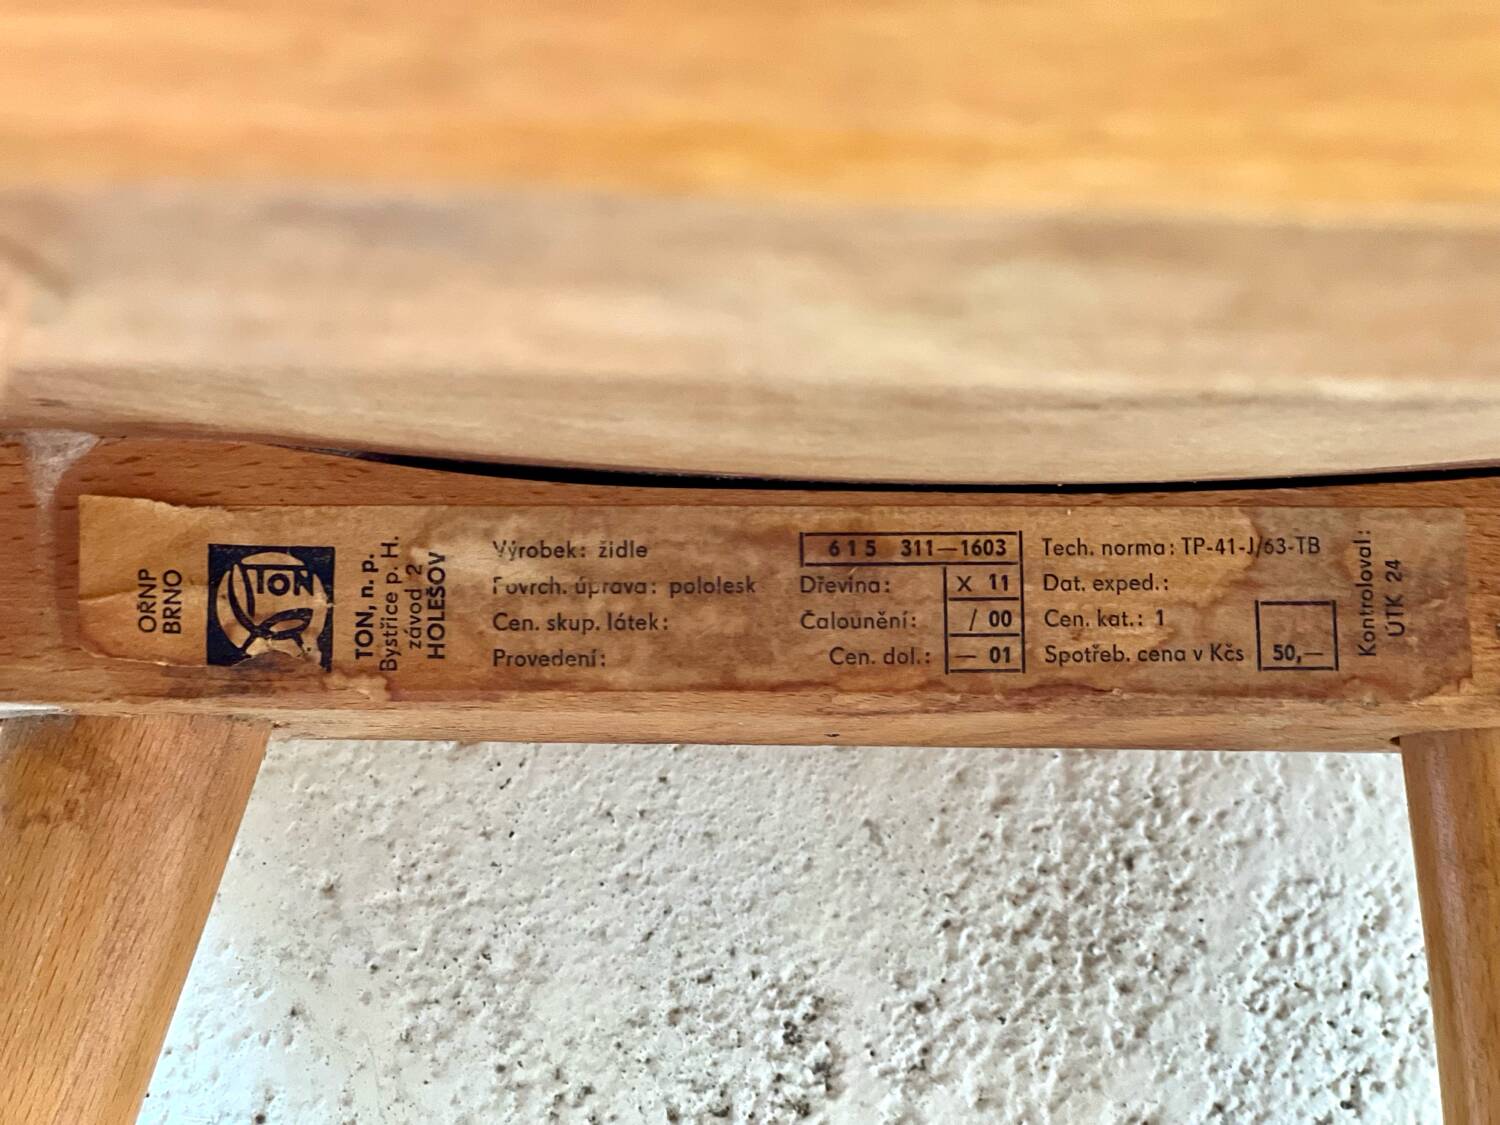 OŘNP
BRNO
TON
TON, n. p.
Bystřice p. H.
závod 2
HOLEŠOV
Výrobek: židle
Povrch. úprava: pololesk
Cen. skup. látek:
Provedení:
615 311—1603
Dřevina: X 11
Čalounění: / 00
Cen. dol.: — 01
Tech. norma: TP-41-J/63-TB
Dat. exped.:
Cen. kat.: 1
Spotřeb. cena v Kčs 50,—
Kontroloval:
ÚTK 24